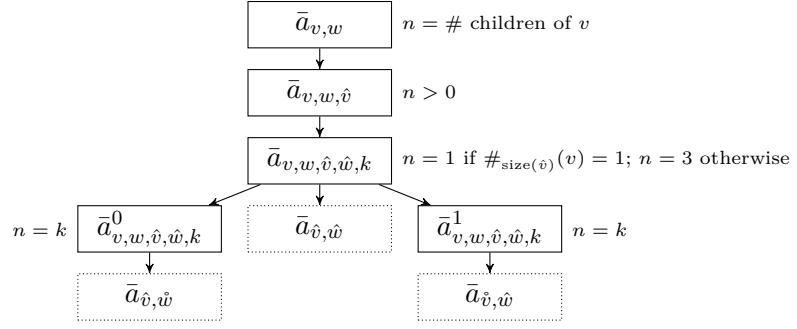 ā_{v,w} n = # children of v
ā_{v,w,v̂} n > 0
ā_{v,w,v̂,ŵ,k} n = 1 if #_{size(v̂)}(v) = 1; n = 3 otherwise
n = k ā^0_{v,w,v̂,ŵ,k} ā_{v̂,ŵ} ā^1_{v,w,v̂,ŵ,k} n = k
ā_{v̂,ẘ} ā_{v̊,ŵ}